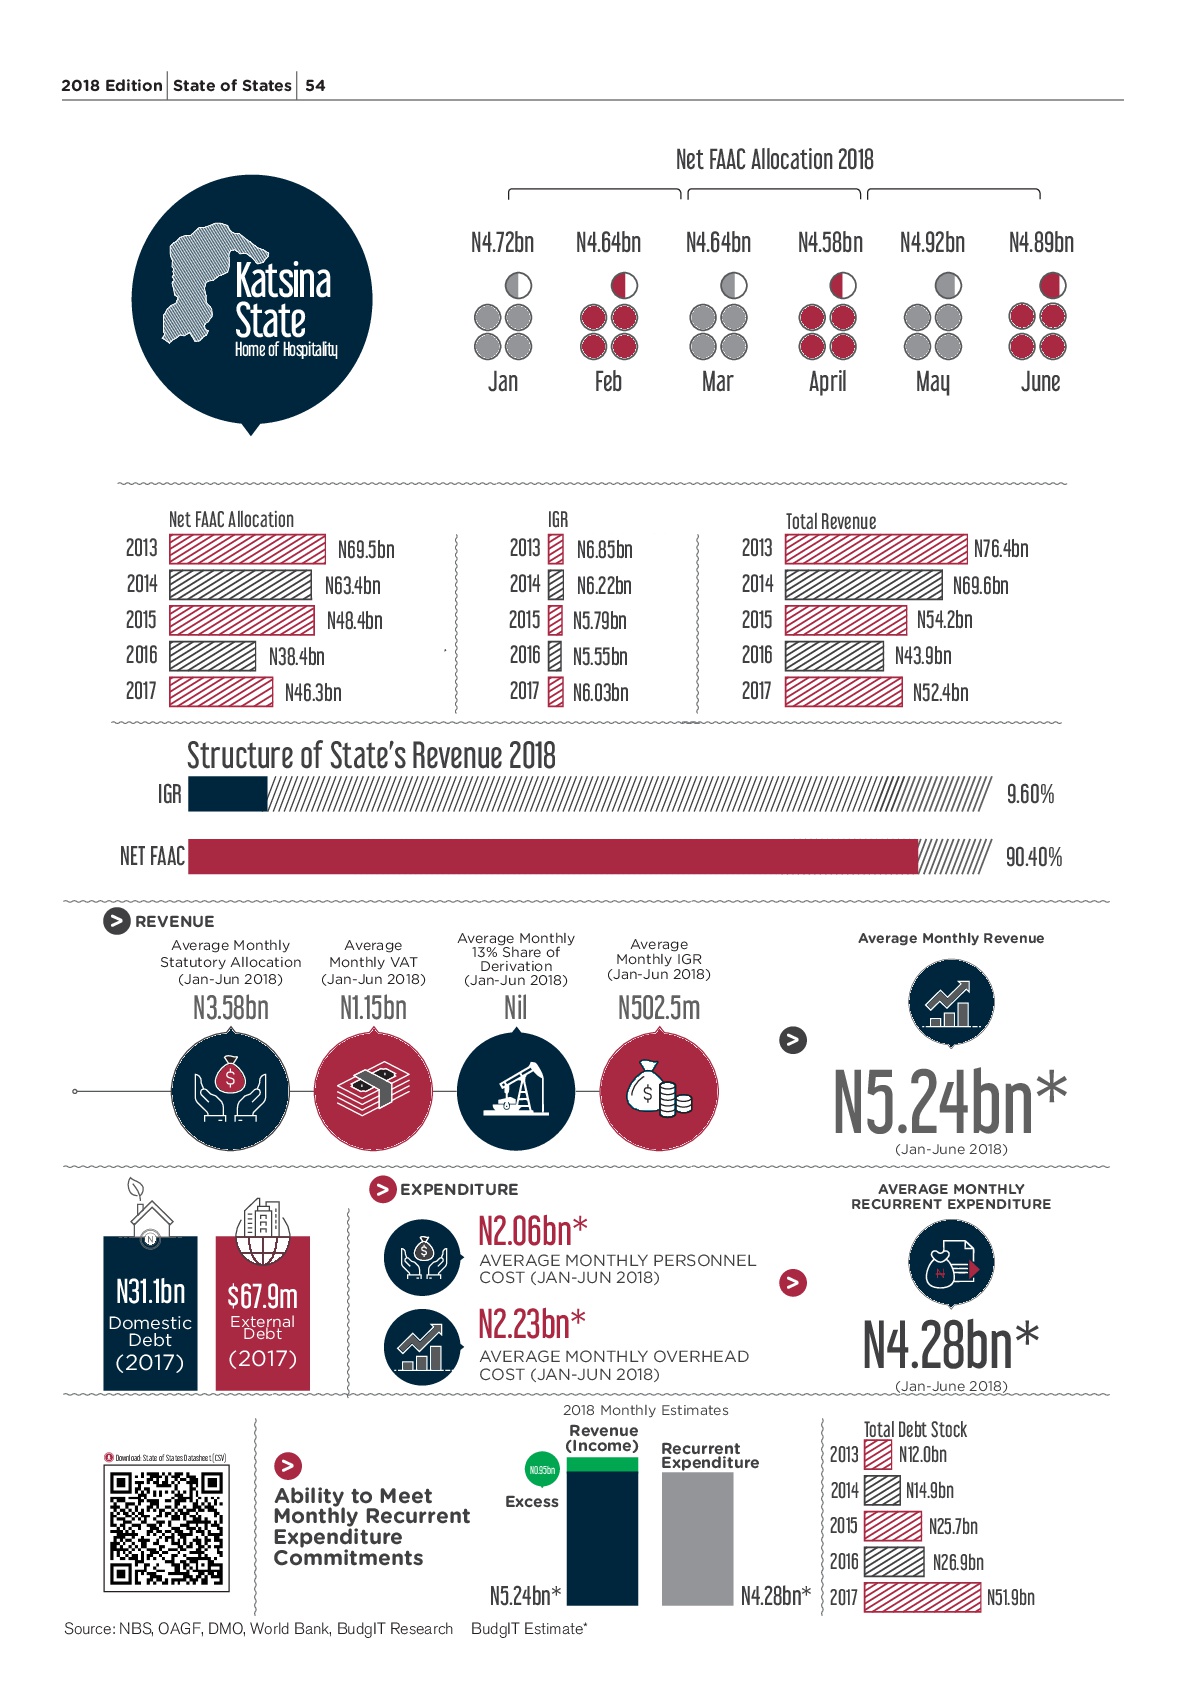 2018 Edition | State of States | 54
Net FAAC Allocation 2018
Katsina
State
Home of Hospitality
N4.72bn N4.64bn N4.64bn N4.58bn N4.92bn N4.89bn
Jan Feb Mar April May June
Net FAAC Allocation
2013 N69.5bn
2014 N63.4bn
2015 N48.4bn
2016 N38.4bn
2017 N46.3bn
IGR
2013 N6.85bn
2014 N6.22bn
2015 N5.79bn
2016 N5.55bn
2017 N6.03bn
Total Revenue
2013 N76.4bn
2014 N69.6bn
2015 N54.2bn
2016 N43.9bn
2017 N52.4bn
Structure of State's Revenue 2018
IGR 9.60%
NET FAAC 90.40%
> REVENUE
Average Monthly
Statutory Allocation
(Jan-Jun 2018)
N3.58bn
Average
Monthly VAT
(Jan-Jun 2018)
N1.15bn
Average Monthly
13% Share of
Derivation
(Jan-Jun 2018)
Nil
Average
Monthly IGR
(Jan-Jun 2018)
N502.5m
$
$
>
Average Monthly Revenue
N5.24bn*
(Jan-June 2018)
N
N31.1bn
Domestic
Debt
(2017)
$67.9m
External
Debt
(2017)
> EXPENDITURE
$
N2.06bn*
AVERAGE MONTHLY PERSONNEL
COST (JAN-JUN 2018)
N2.23bn*
AVERAGE MONTHLY OVERHEAD
COST (JAN-JUN 2018)
>
AVERAGE MONTHLY
RECURRENT EXPENDITURE
N4.28bn*
(Jan-June 2018)
Download State of States Datasheet (CSV)
>
Ability to Meet
Monthly Recurrent
Expenditure
Commitments
2018 Monthly Estimates
Revenue
(Income)
Recurrent
Expenditure
N0.95bn
Excess
N5.24bn*
N4.28bn*
Total Debt Stock
2013 N12.0bn
2014 N14.9bn
2015 N25.7bn
2016 N26.9bn
2017 N51.9bn
Source: NBS, OAGF, DMO, World Bank, BudgIT Research BudgIT Estimate*